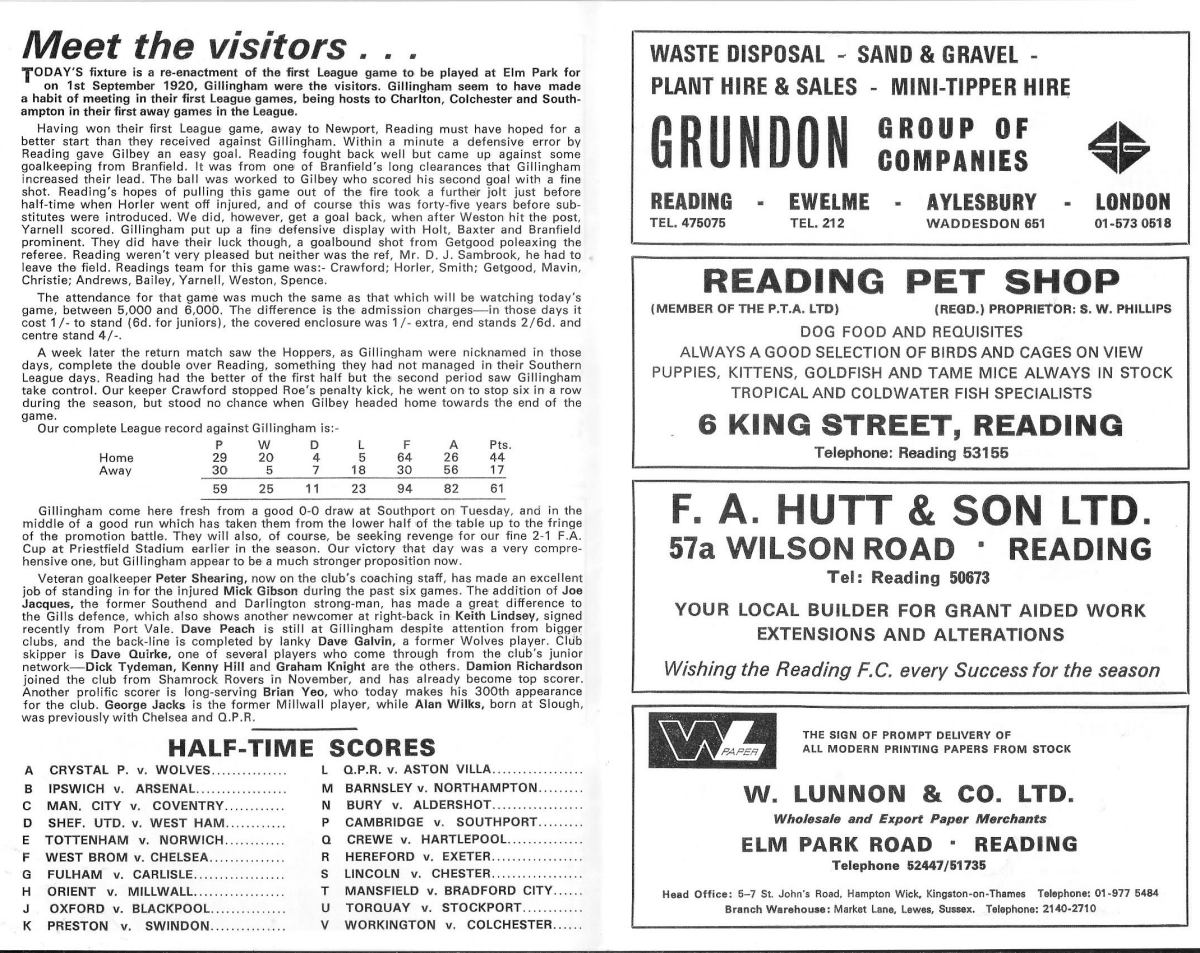 Meet the visitors . . .
TODAY'S fixture is a re-enactment of the first League game to be played at Elm Park for
on 1st September 1920, Gillingham were the visitors. Gillingham seem to have made
a habit of meeting in their first League games, being hosts to Charlton, Colchester and South-
ampton in their first away games in the League.
Having won their first League game, away to Newport, Reading must have hoped for a
better start than they received against Gillingham. Within a minute a defensive error by
Reading gave Gilbey an easy goal. Reading fought back well but came up against some
goalkeeping from Branfield. It was from one of Branfield's long clearances that Gillingham
increased their lead. The ball was worked to Gilbey who scored his second goal with a fine
shot. Reading's hopes of pulling this game out of the fire took a further jolt just before
half-time when Horler went off injured, and of course this was forty-five years before sub-
stitutes were introduced. We did, however, get a goal back, when after Weston hit the post,
Yarnell scored. Gillingham put up a fine defensive display with Holt, Baxter and Branfield
prominent. They did have their luck though, a goalbound shot from Getgood poleaxing the
referee. Reading weren't very pleased but neither was the ref, Mr. D. J. Sambrook, he had to
leave the field. Readings team for this game was:- Crawford; Horler, Smith; Getgood, Mavin,
Christie; Andrews, Bailey, Yarnell, Weston, Spence.
The attendance for that game was much the same as that which will be watching today's
game, between 5,000 and 6,000. The difference is the admission charges—in those days it
cost 1/- to stand (6d. for juniors), the covered enclosure was 1/- extra, end stands 2/6d. and
centre stand 4/-.
A week later the return match saw the Hoppers, as Gillingham were nicknamed in those
days, complete the double over Reading, something they had not managed in their Southern
League days. Reading had the better of the first half but the second period saw Gillingham
take control. Our keeper Crawford stopped Roe's penalty kick, he went on to stop six in a row
during the season, but stood no chance when Gilbey headed home towards the end of the
game.
Our complete League record against Gillingham is:-
P W D L F A Pts.
Home 29 20 4 5 64 26 44
Away 30 5 7 18 30 56 17
59 25 11 23 94 82 61
Gillingham come here fresh from a good 0-0 draw at Southport on Tuesday, and in the
middle of a good run which has taken them from the lower half of the table up to the fringe
of the promotion battle. They will also, of course, be seeking revenge for our fine 2-1 F.A.
Cup at Priestfield Stadium earlier in the season. Our victory that day was a very compre-
hensive one, but Gillingham appear to be a much stronger proposition now.
Veteran goalkeeper Peter Shearing, now on the club's coaching staff, has made an excellent
job of standing in for the injured Mick Gibson during the past six games. The addition of Joe
Jacques, the former Southend and Darlington strong-man, has made a great difference to
the Gills defence, which also shows another newcomer at right-back in Keith Lindsey, signed
recently from Port Vale. Dave Peach is still at Gillingham despite attention from bigger
clubs, and the back-line is completed by lanky Dave Galvin, a former Wolves player. Club
skipper is Dave Quirke, one of several players who come through from the club's junior
network—Dick Tydeman, Kenny Hill and Graham Knight are the others. Damion Richardson
joined the club from Shamrock Rovers in November, and has already become top scorer.
Another prolific scorer is long-serving Brian Yeo, who today makes his 300th appearance
for the club. George Jacks is the former Millwall player, while Alan Wilks, born at Slough,
was previously with Chelsea and Q.P.R.
HALF-TIME SCORES
A CRYSTAL P. v. WOLVES...............
B IPSWICH v. ARSENAL..................
C MAN. CITY v. COVENTRY............
D SHEF. UTD. v. WEST HAM............
E TOTTENHAM v. NORWICH............
F WEST BROM v. CHELSEA...............
G FULHAM v. CARLISLE..................
H ORIENT v. MILLWALL..................
J OXFORD v. BLACKPOOL...............
K PRESTON v. SWINDON...............
L Q.P.R. v. ASTON VILLA..................
M BARNSLEY v. NORTHAMPTON.........
N BURY v. ALDERSHOT..................
P CAMBRIDGE v. SOUTHPORT.........
Q CREWE v. HARTLEPOOL...............
R HEREFORD v. EXETER..................
S LINCOLN v. CHESTER..................
T MANSFIELD v. BRADFORD CITY......
U TORQUAY v. STOCKPORT............
V WORKINGTON v. COLCHESTER......
WASTE DISPOSAL - SAND & GRAVEL -
PLANT HIRE & SALES - MINI-TIPPER HIRE
GRUNDON GROUP OF
COMPANIES
READING - EWELME - AYLESBURY - LONDON
TEL. 475075 TEL. 212 WADDESDON 651 01-573 0518
READING PET SHOP
(MEMBER OF THE P.T.A. LTD) (REGD.) PROPRIETOR: S. W. PHILLIPS
DOG FOOD AND REQUISITES
ALWAYS A GOOD SELECTION OF BIRDS AND CAGES ON VIEW
PUPPIES, KITTENS, GOLDFISH AND TAME MICE ALWAYS IN STOCK
TROPICAL AND COLDWATER FISH SPECIALISTS
6 KING STREET, READING
Telephone: Reading 53155
F. A. HUTT & SON LTD.
57a WILSON ROAD · READING
Tel: Reading 50673
YOUR LOCAL BUILDER FOR GRANT AIDED WORK
EXTENSIONS AND ALTERATIONS
Wishing the Reading F.C. every Success for the season
WL PAPER
THE SIGN OF PROMPT DELIVERY OF
ALL MODERN PRINTING PAPERS FROM STOCK
W. LUNNON & CO. LTD.
Wholesale and Export Paper Merchants
ELM PARK ROAD · READING
Telephone 52447/51735
Head Office: 5-7 St. John's Road, Hampton Wick, Kingston-on-Thames Telephone: 01-977 5484
Branch Warehouse: Market Lane, Lewes, Sussex. Telephone: 2140-2710